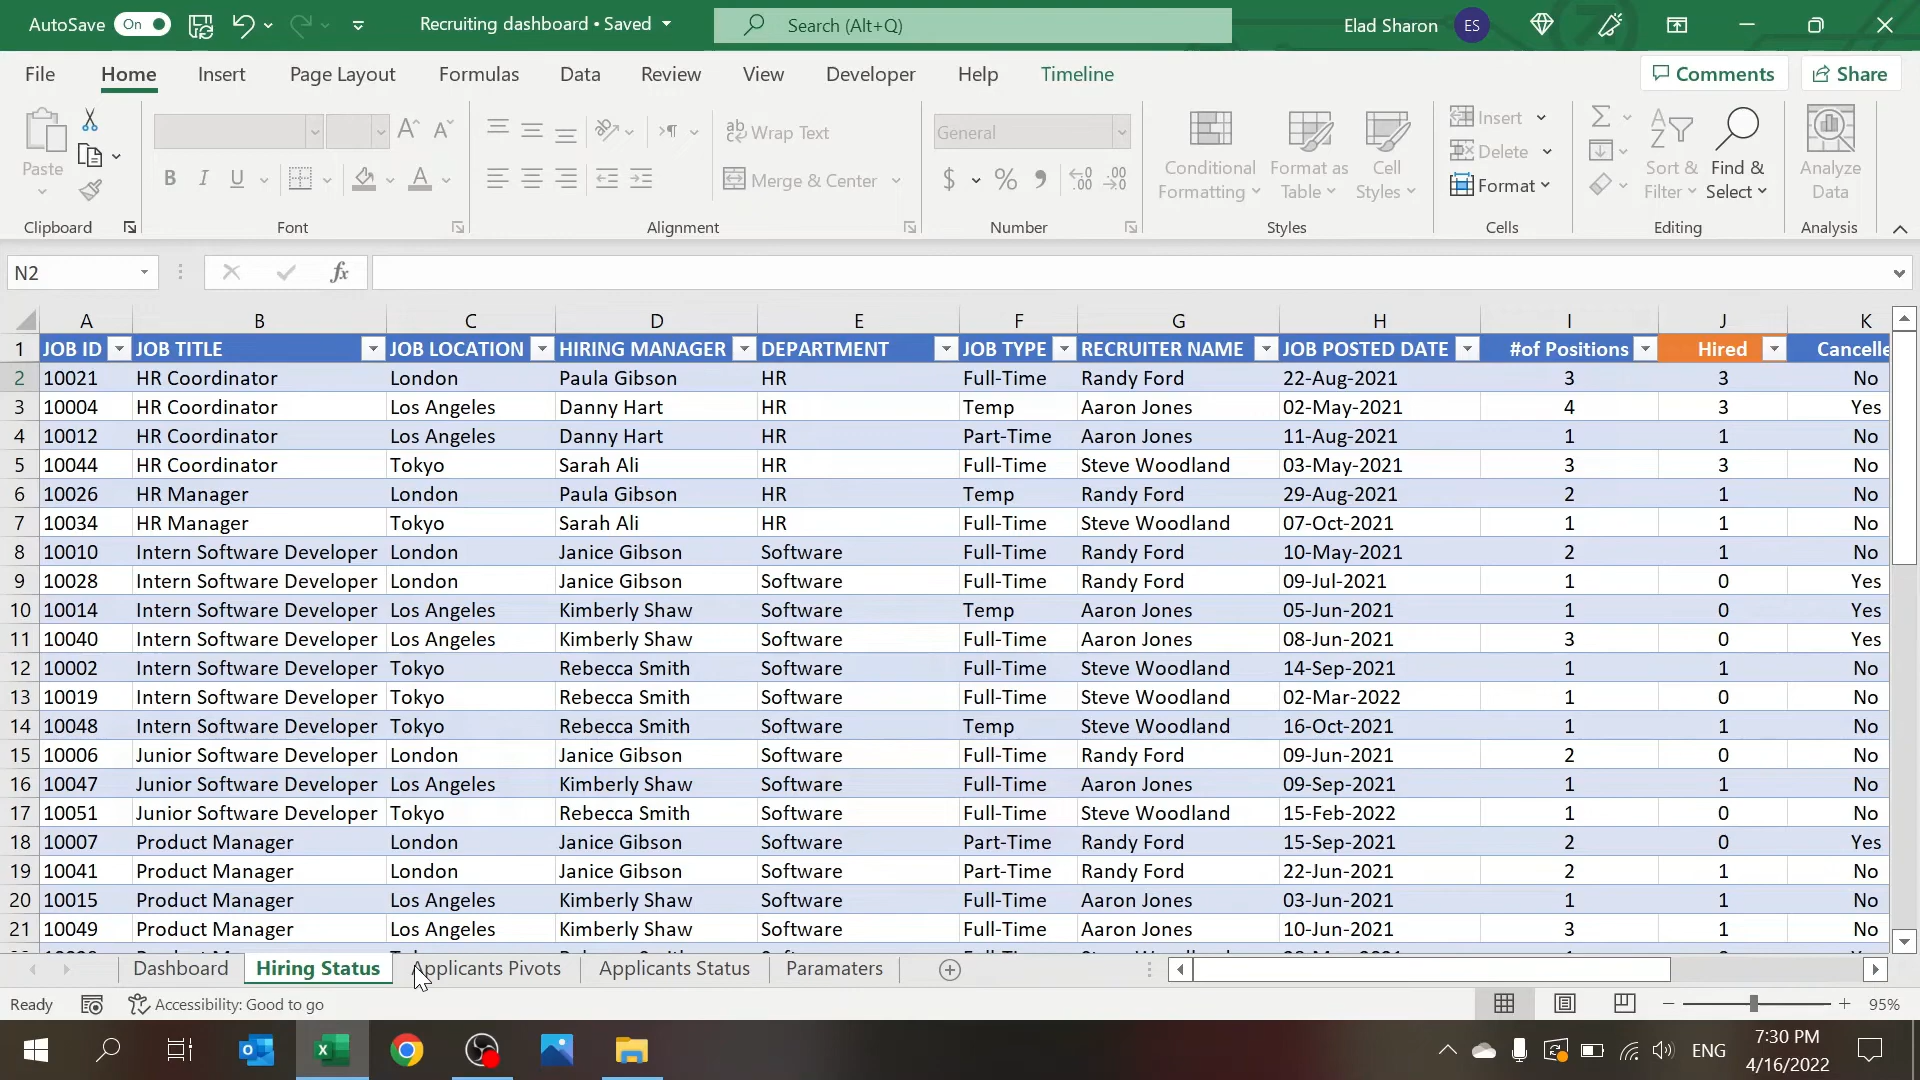 AutoSave On Recruiting dashboard • Saved Search (Alt+Q) Elad Sharon ES
File Home Insert Page Layout Formulas Data Review View Developer Help Timeline Comments Share
Paste B I U Wrap Text Merge & Center General $ % Conditional Formatting Format as Table Cell Styles Insert Delete Format Sort & Filter Find & Select Analyze Data
Clipboard Font Alignment Number Styles Cells Editing Analysis
N2 fx
A B C D E F G H I J K
1 JOB ID JOB TITLE JOB LOCATION HIRING MANAGER DEPARTMENT JOB TYPE RECRUITER NAME JOB POSTED DATE #of Positions Hired Cancelle
2 10021 HR Coordinator London Paula Gibson HR Full-Time Randy Ford 22-Aug-2021 3 3 No
3 10004 HR Coordinator Los Angeles Danny Hart HR Temp Aaron Jones 02-May-2021 4 3 Yes
4 10012 HR Coordinator Los Angeles Danny Hart HR Part-Time Aaron Jones 11-Aug-2021 1 1 No
5 10044 HR Coordinator Tokyo Sarah Ali HR Full-Time Steve Woodland 03-May-2021 3 3 No
6 10026 HR Manager London Paula Gibson HR Temp Randy Ford 29-Aug-2021 2 1 No
7 10034 HR Manager Tokyo Sarah Ali HR Full-Time Steve Woodland 07-Oct-2021 1 1 No
8 10010 Intern Software Developer London Janice Gibson Software Full-Time Randy Ford 10-May-2021 2 1 No
9 10028 Intern Software Developer London Janice Gibson Software Full-Time Randy Ford 09-Jul-2021 1 0 Yes
10 10014 Intern Software Developer Los Angeles Kimberly Shaw Software Temp Aaron Jones 05-Jun-2021 1 0 Yes
11 10040 Intern Software Developer Los Angeles Kimberly Shaw Software Full-Time Aaron Jones 08-Jun-2021 3 0 Yes
12 10002 Intern Software Developer Tokyo Rebecca Smith Software Full-Time Steve Woodland 14-Sep-2021 1 1 No
13 10019 Intern Software Developer Tokyo Rebecca Smith Software Full-Time Steve Woodland 02-Mar-2022 1 0 No
14 10048 Intern Software Developer Tokyo Rebecca Smith Software Temp Steve Woodland 16-Oct-2021 1 1 No
15 10006 Junior Software Developer London Janice Gibson Software Full-Time Randy Ford 09-Jun-2021 2 0 No
16 10047 Junior Software Developer Los Angeles Kimberly Shaw Software Full-Time Aaron Jones 09-Sep-2021 1 1 No
17 10051 Junior Software Developer Tokyo Rebecca Smith Software Full-Time Steve Woodland 15-Feb-2022 1 0 No
18 10007 Product Manager London Janice Gibson Software Part-Time Randy Ford 15-Sep-2021 2 0 Yes
19 10041 Product Manager London Janice Gibson Software Part-Time Randy Ford 22-Jun-2021 2 1 No
20 10015 Product Manager Los Angeles Kimberly Shaw Software Full-Time Aaron Jones 03-Jun-2021 1 1 No
21 10049 Product Manager Los Angeles Kimberly Shaw Software Full-Time Aaron Jones 10-Jun-2021 3 1 No
Dashboard Hiring Status Applicants Pivots Applicants Status Paramaters
Ready Accessibility: Good to go 95%
ENG 7:30 PM
4/16/2022